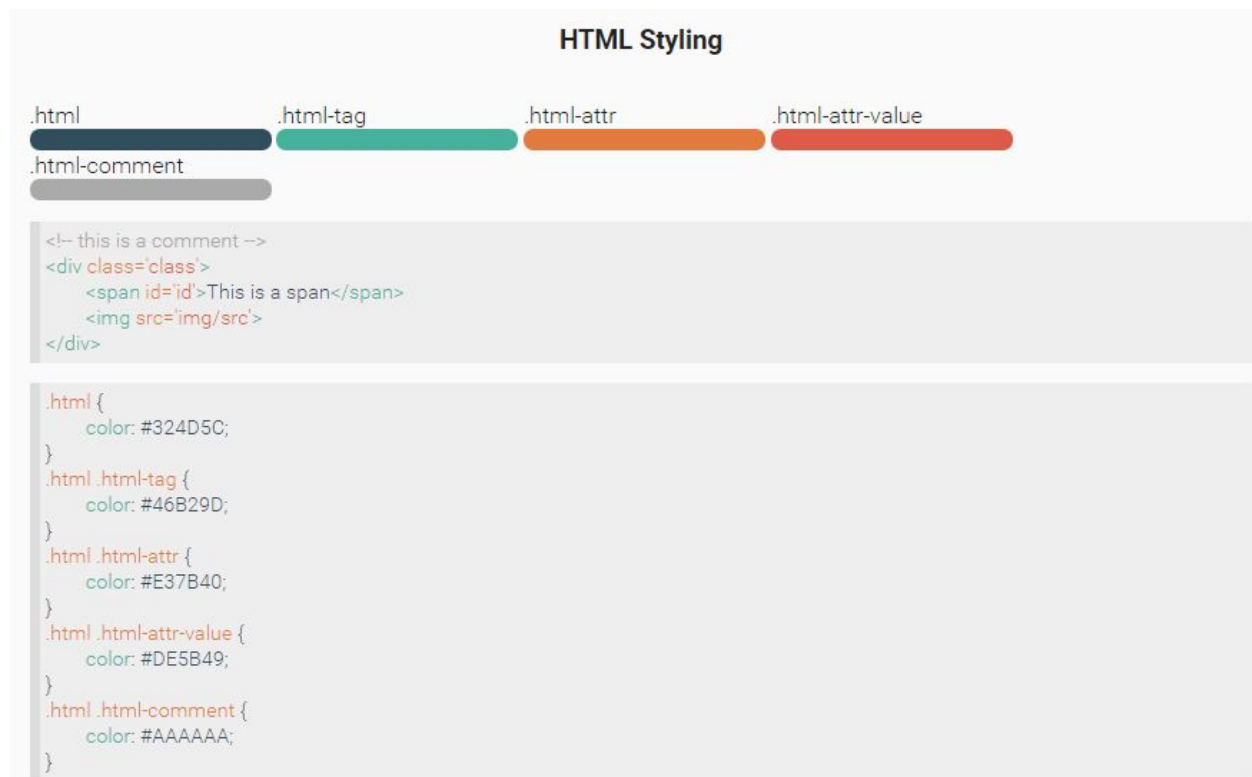 HTML Styling
.html .html-tag .html-attr .html-attr-value
.html-comment
<!-- this is a comment -->
<div class='class'>
<span id='id'>This is a span</span>
<img src='img/src'>
</div>
.html {
color: #324D5C;
}
.html .html-tag {
color: #46B29D;
}
.html .html-attr {
color: #E37B40;
}
.html .html-attr-value {
color: #DE5B49;
}
.html .html-comment {
color: #AAAAAA;
}